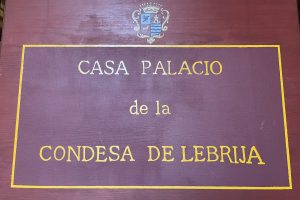 CASA PALACIO
de la
CONDESA DE LEBRIJA